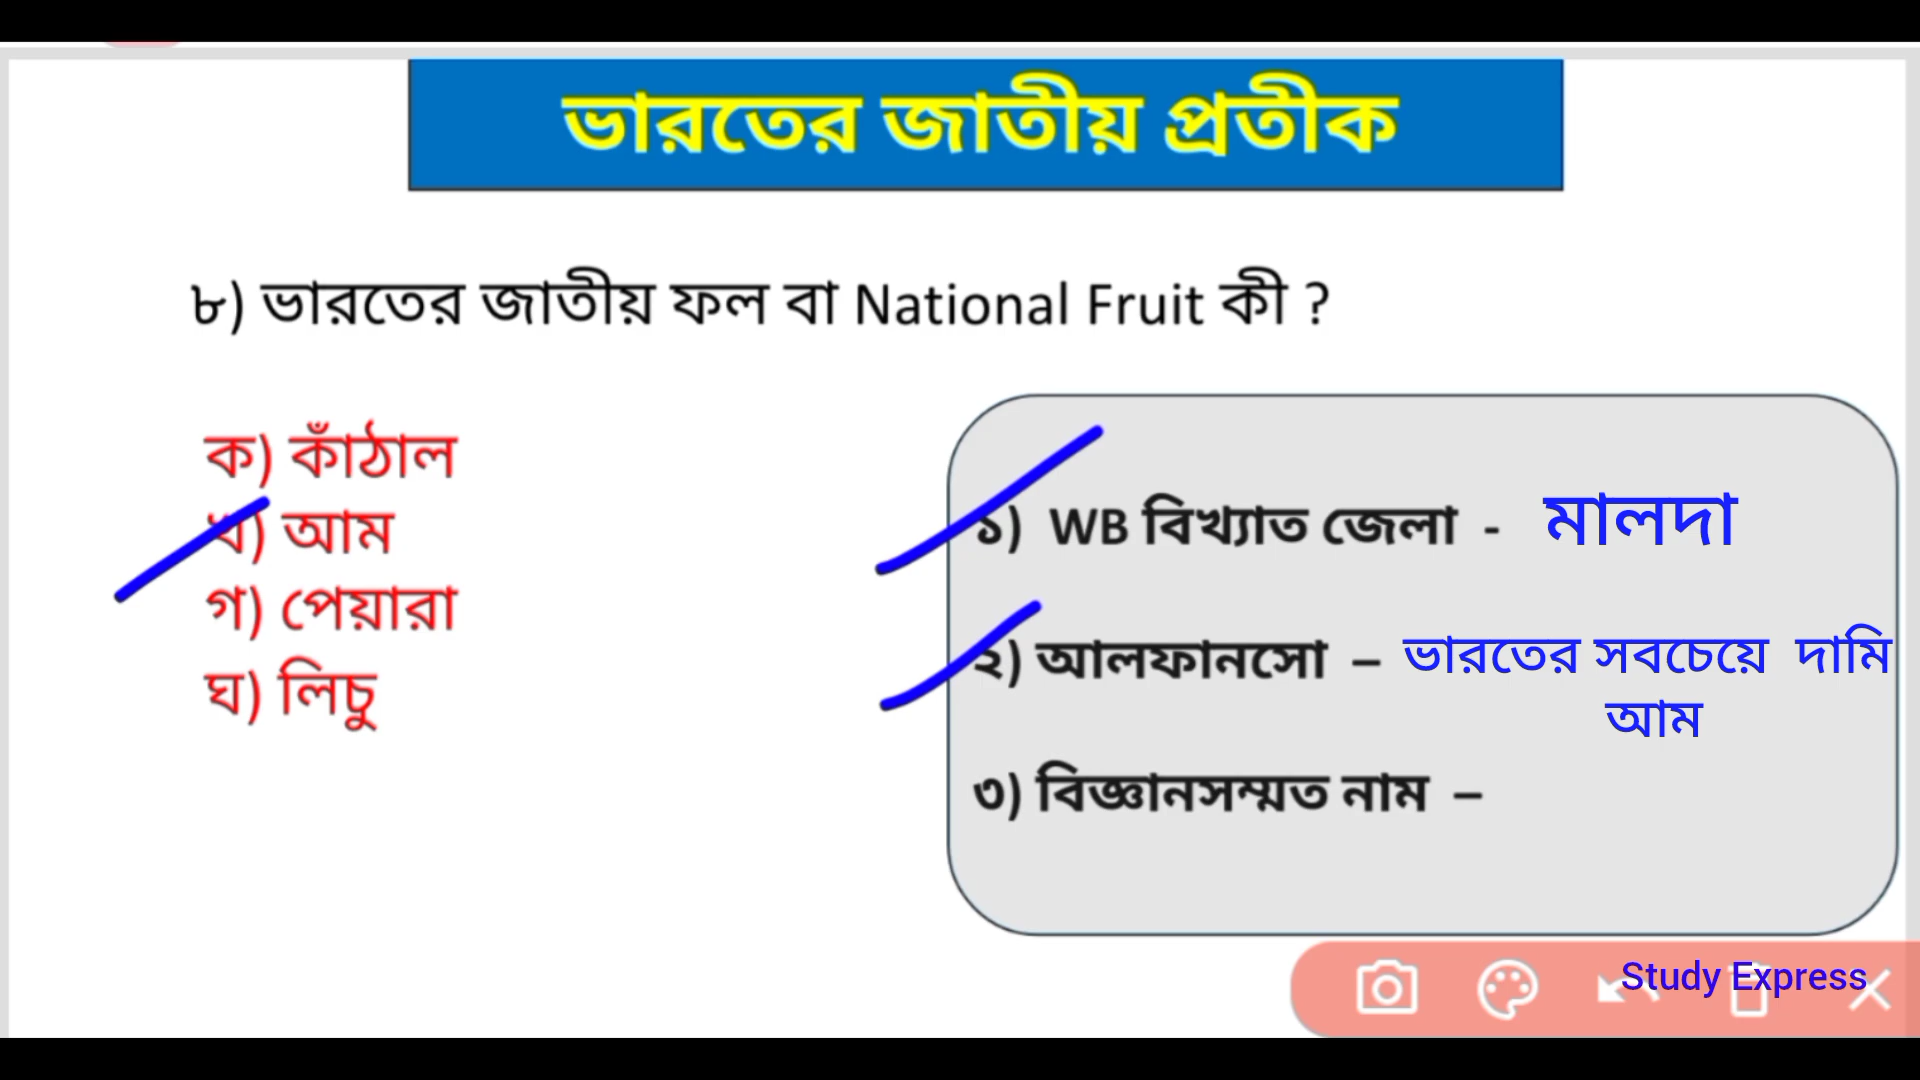 ভারতের জাতীয় প্রতীক
৮) ভারতের জাতীয় ফল বা National Fruit কী ?
ক) কাঁঠাল
খ) আম
গ) পেয়ারা
ঘ) লিচু
১) WB বিখ্যাত জেলা - মালদা
২) আলফানসো – ভারতের সবচেয়ে দামি
আম
৩) বিজ্ঞানসম্মত নাম –
Study Express